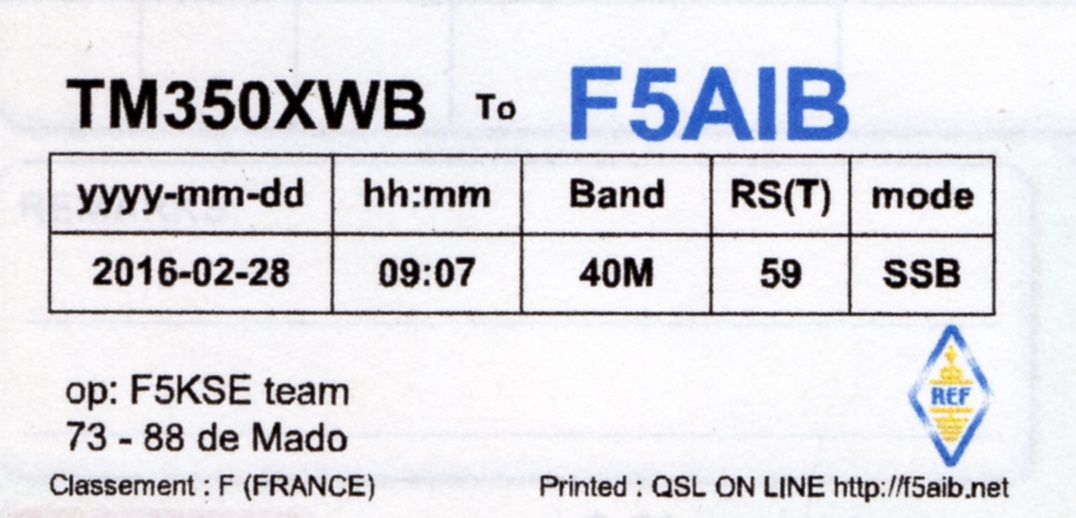 TM350XWB To F5AIB
yyyy-mm-dd hh:mm Band RS(T) mode
2016-02-28 09:07 40M 59 SSB
REF
op: F5KSE team
73 - 88 de Mado
Classement : F (FRANCE) Printed : QSL ON LINE http://f5aib.net